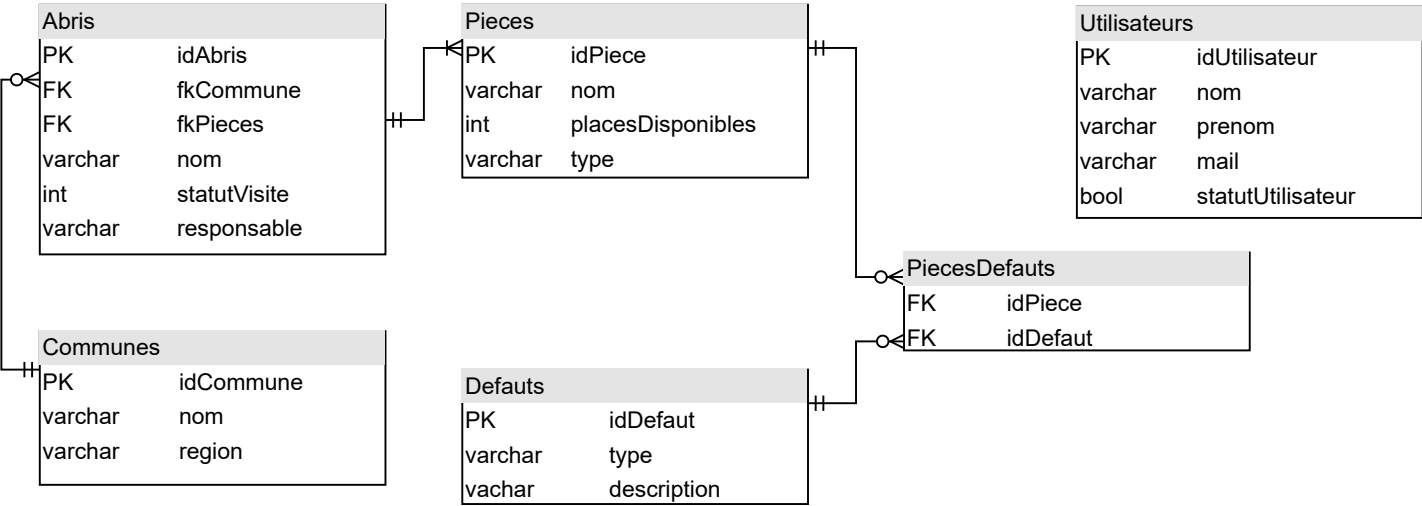 Abris
PK idAbris
FK fkCommune
FK fkPieces
varchar nom
int statutVisite
varchar responsable
Pieces
PK idPiece
varchar nom
int placesDisponibles
varchar type
Utilisateurs
PK idUtilisateur
varchar nom
varchar prenom
varchar mail
bool statutUtilisateur
PiecesDefauts
FK idPiece
FK idDefaut
Communes
PK idCommune
varchar nom
varchar region
Defauts
PK idDefaut
varchar type
vachar description